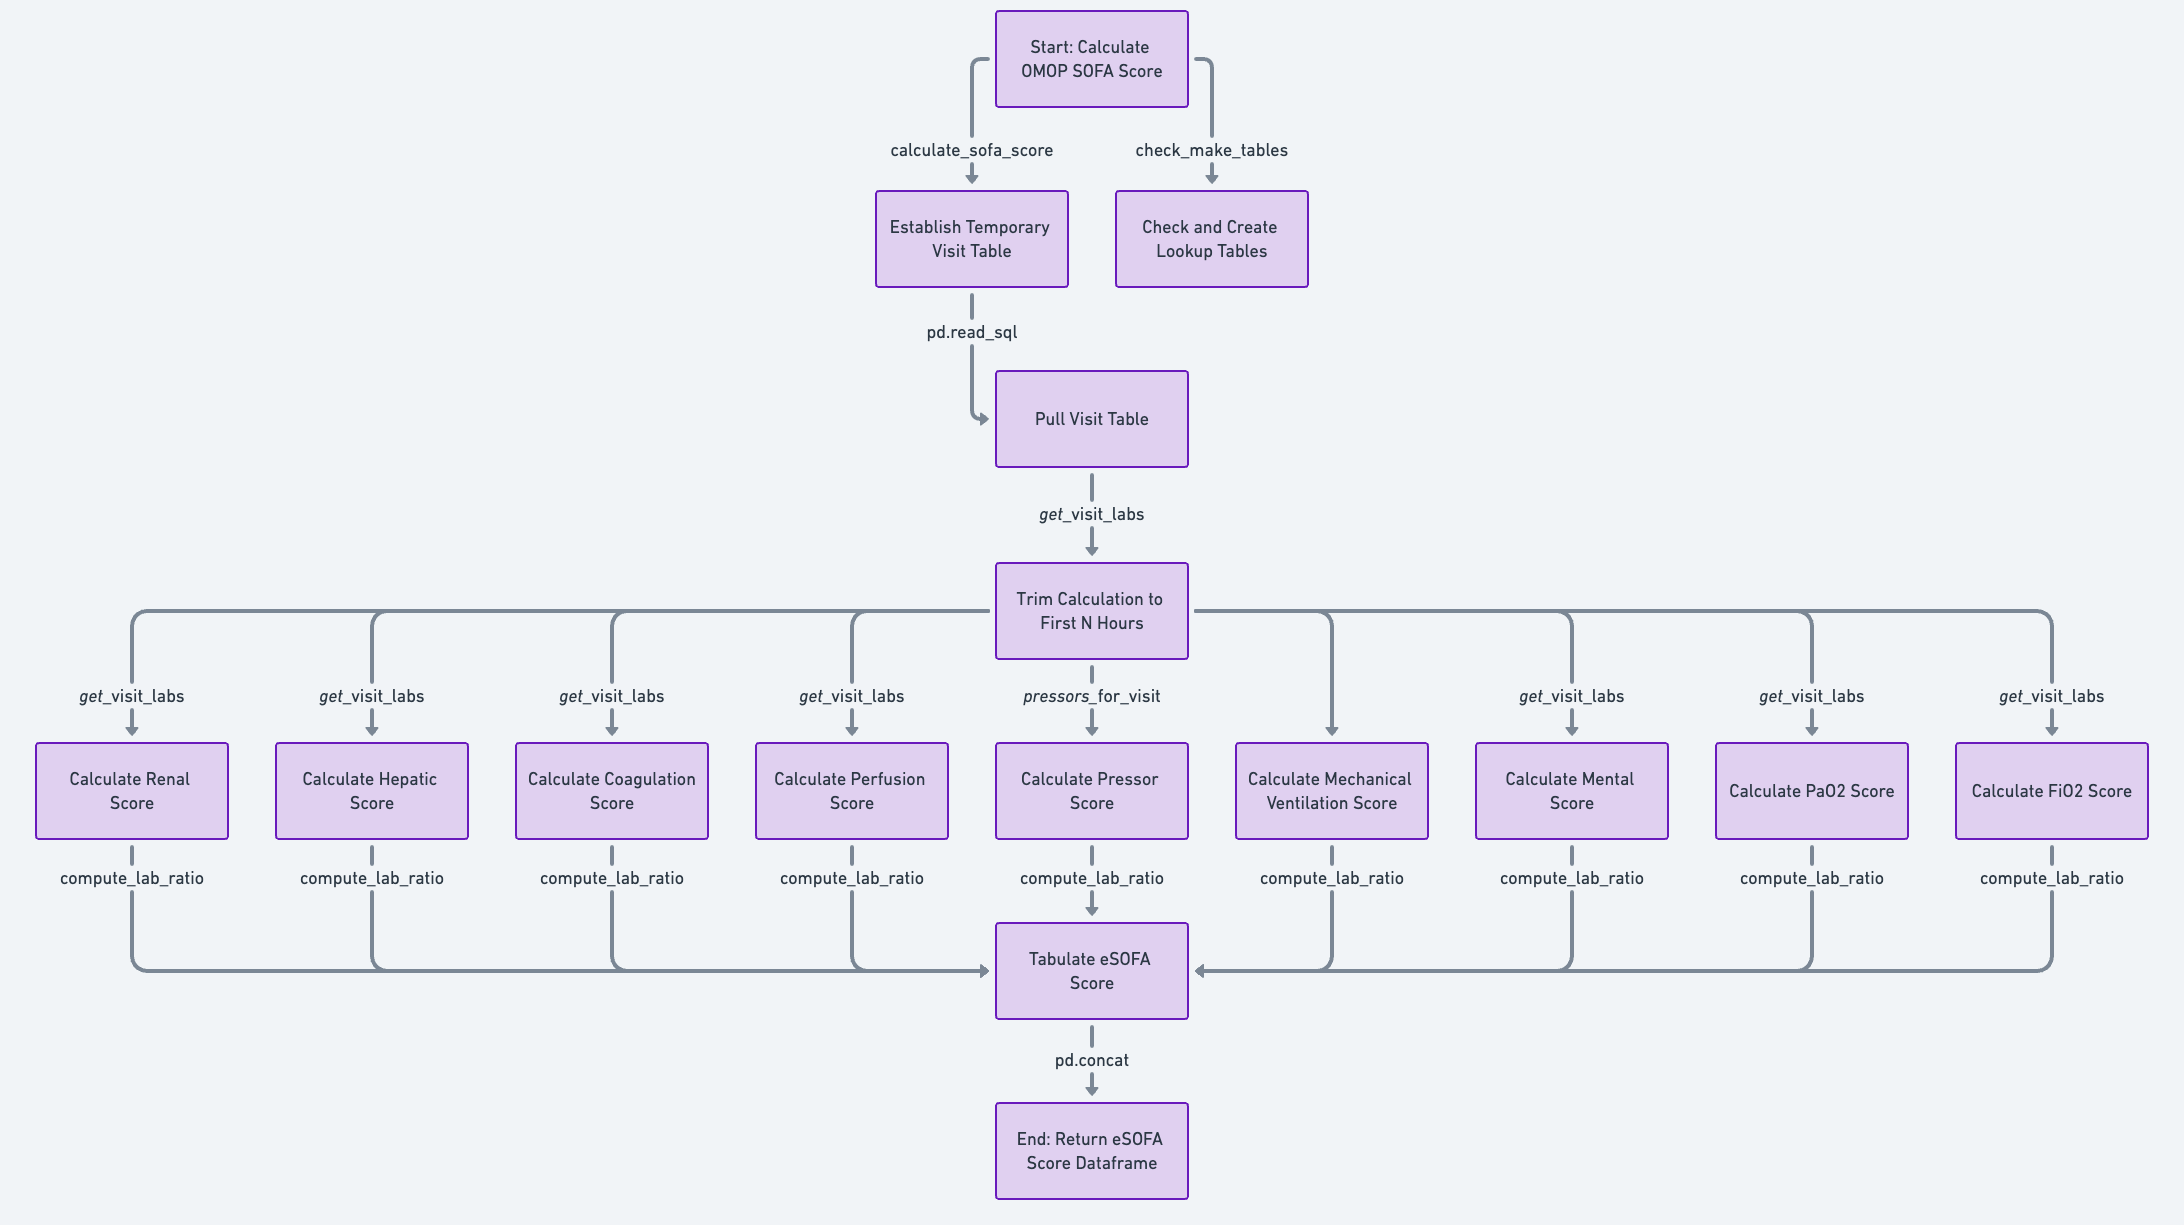 Start: Calculate
OMOP SOFA Score
calculate_sofa_score
check_make_tables
Establish Temporary
Visit Table
Check and Create
Lookup Tables
pd.read_sql
Pull Visit Table
get_visit_labs
Trim Calculation to
First N Hours
get_visit_labs
get_visit_labs
get_visit_labs
get_visit_labs
pressors_for_visit
get_visit_labs
get_visit_labs
get_visit_labs
Calculate Renal
Score
Calculate Hepatic
Score
Calculate Coagulation
Score
Calculate Perfusion
Score
Calculate Pressor
Score
Calculate Mechanical
Ventilation Score
Calculate Mental
Score
Calculate PaO2 Score
Calculate FiO2 Score
compute_lab_ratio
compute_lab_ratio
compute_lab_ratio
compute_lab_ratio
compute_lab_ratio
compute_lab_ratio
compute_lab_ratio
compute_lab_ratio
compute_lab_ratio
Tabulate eSOFA
Score
pd.concat
End: Return eSOFA
Score Dataframe